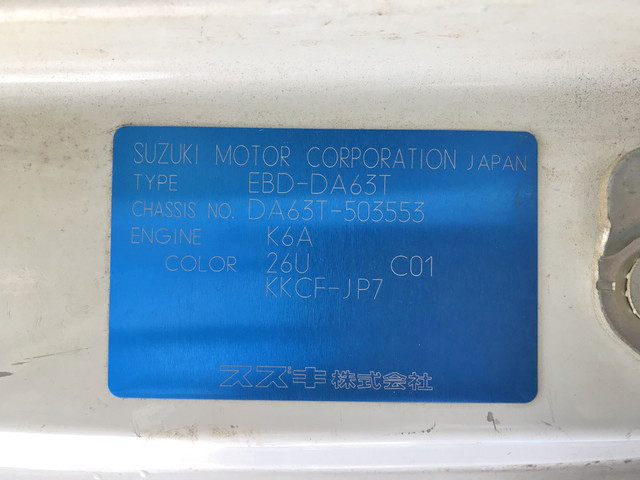 SUZUKI MOTOR CORPORATION JAPAN
TYPE EBD-DA63T
CHASSIS NO. DA63T-503553
ENGINE K6A
COLOR 26U C01
KKCF-JP7
スズキ株式会社